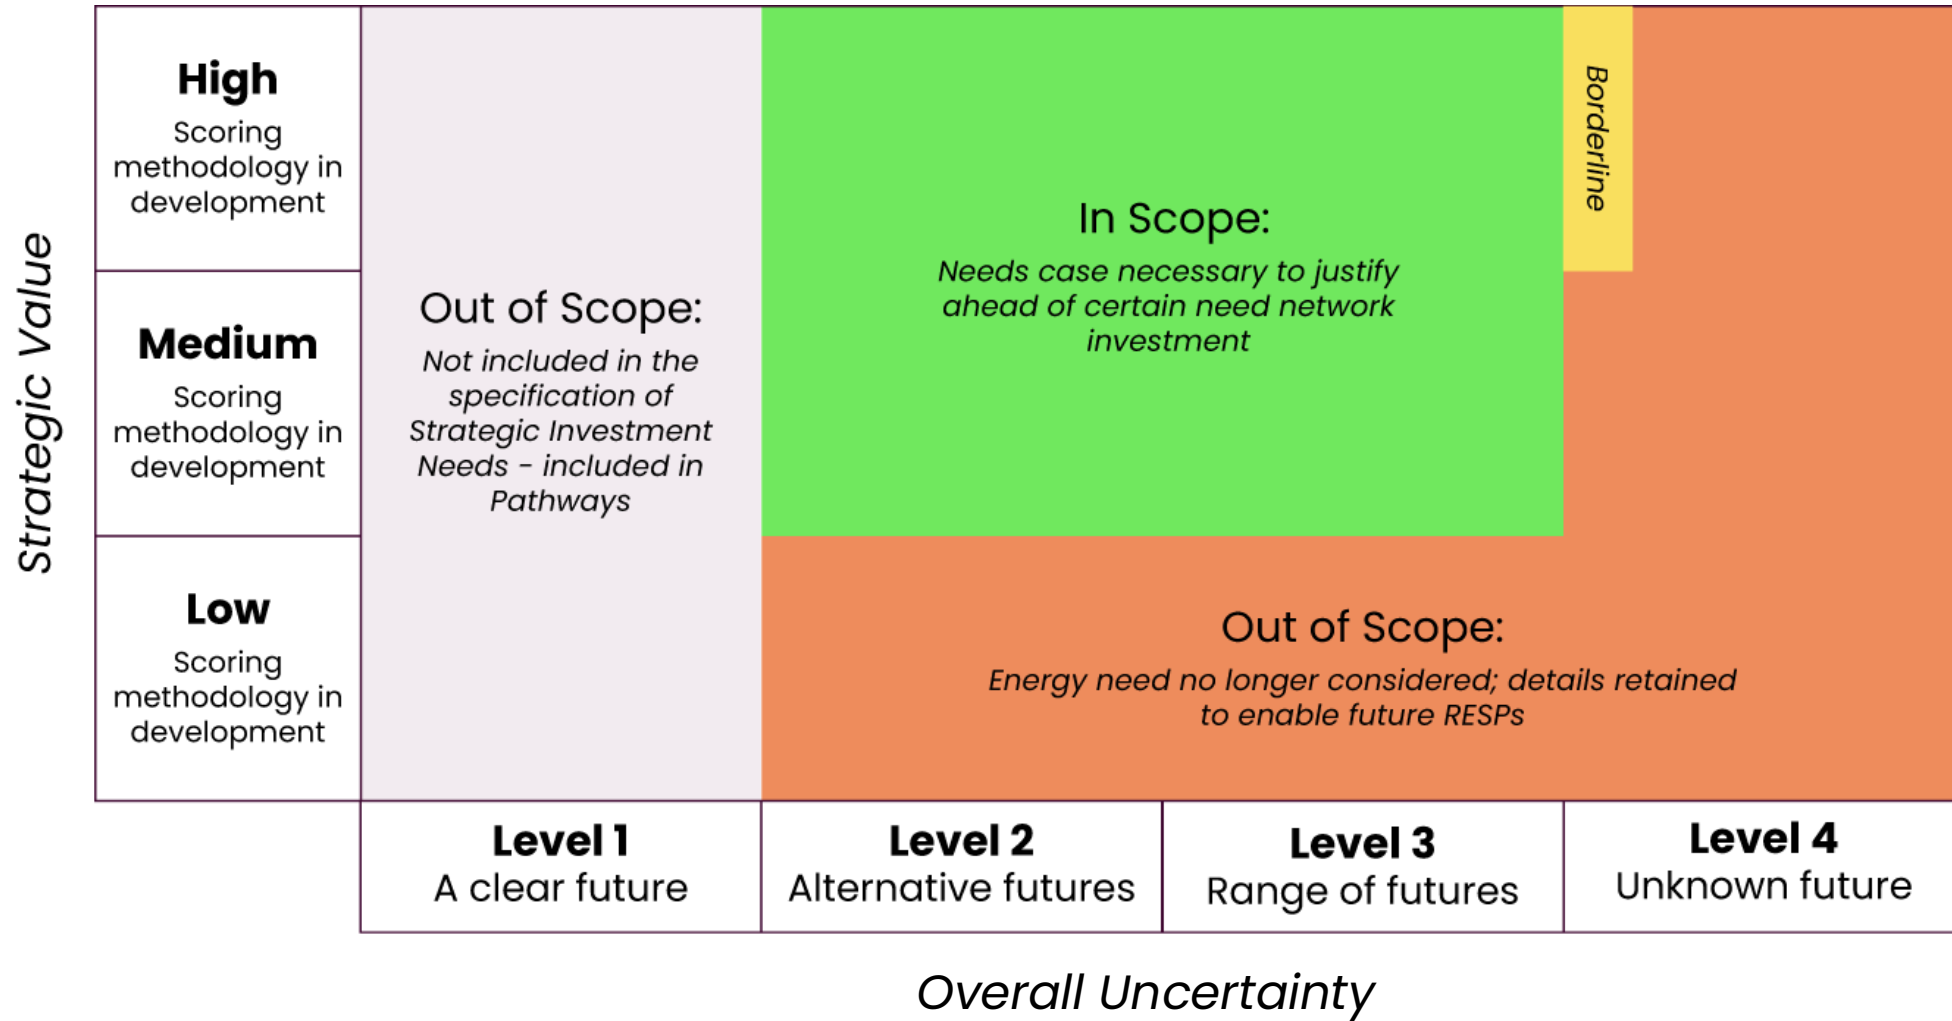 Strategic Value
High
Scoring
methodology in
development
Medium
Scoring
methodology in
development
Low
Scoring
methodology in
development
Out of Scope:
Not included in the
specification of
Strategic Investment
Needs - included in
Pathways
In Scope:
Needs case necessary to justify
ahead of certain need network
investment
Borderline
Out of Scope:
Energy need no longer considered; details retained
to enable future RESPs
Level 1
A clear future
Level 2
Alternative futures
Level 3
Range of futures
Level 4
Unknown future
Overall Uncertainty